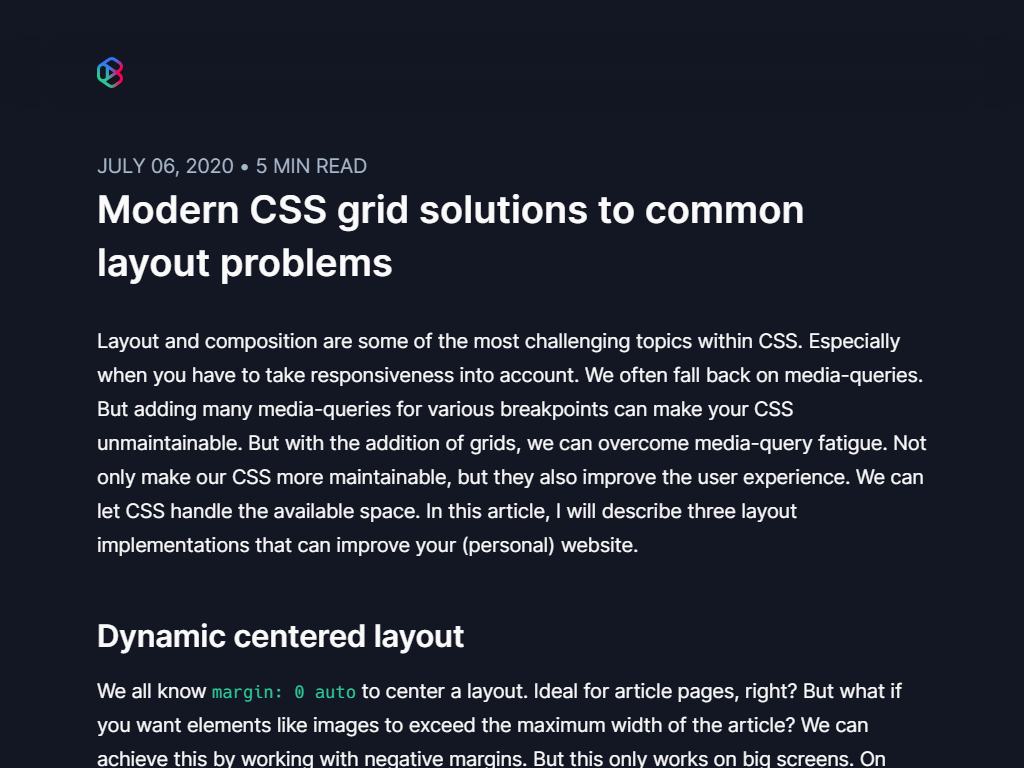 JULY 06, 2020 • 5 MIN READ
Modern CSS grid solutions to common
layout problems
Layout and composition are some of the most challenging topics within CSS. Especially
when you have to take responsiveness into account. We often fall back on media-queries.
But adding many media-queries for various breakpoints can make your CSS
unmaintainable. But with the addition of grids, we can overcome media-query fatigue. Not
only make our CSS more maintainable, but they also improve the user experience. We can
let CSS handle the available space. In this article, I will describe three layout
implementations that can improve your (personal) website.
Dynamic centered layout
We all know margin: 0 auto to center a layout. Ideal for article pages, right? But what if
you want elements like images to exceed the maximum width of the article? We can
achieve this by working with negative margins. But this only works on big screens. On